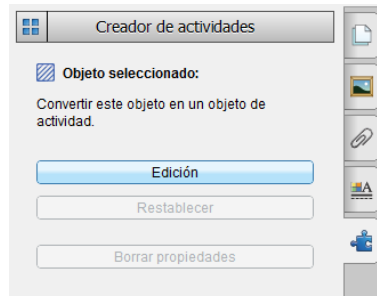 Creador de actividades
Objeto seleccionado:
Convertir este objeto en un objeto de
actividad.
Edición
Restablecer
Borrar propiedades
A